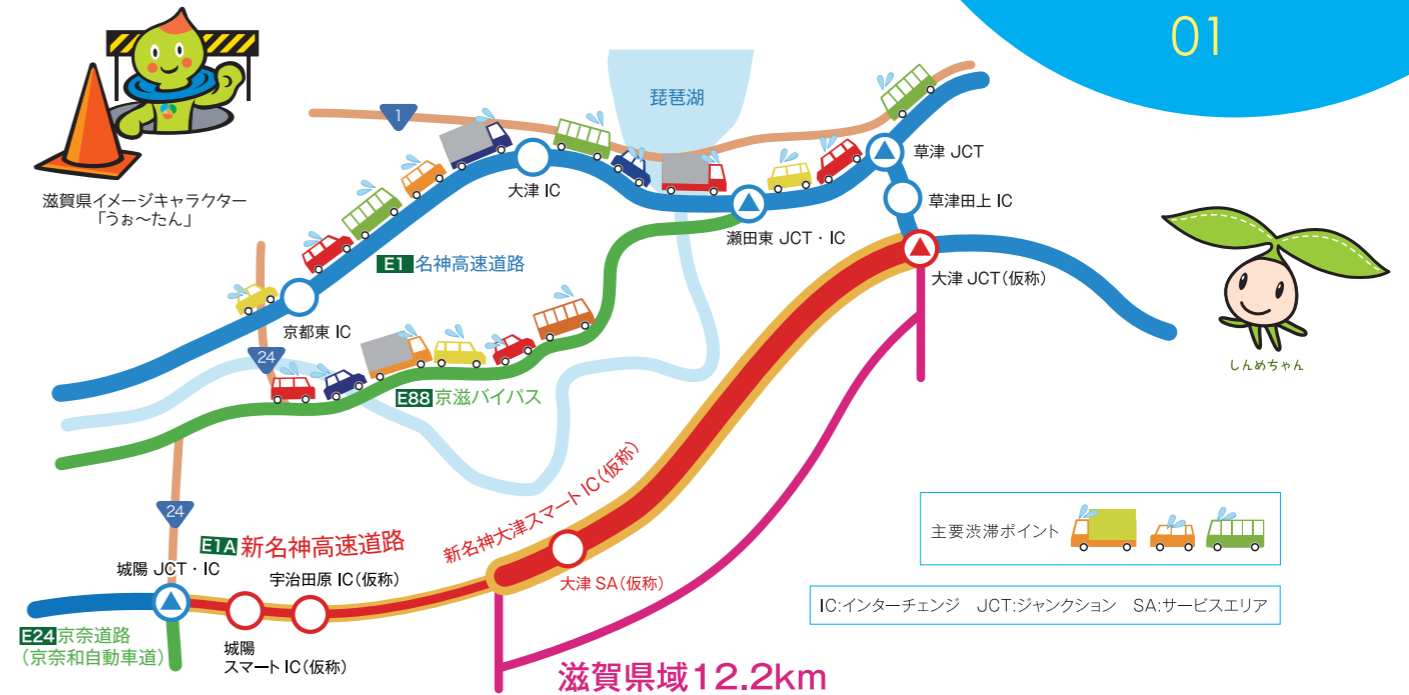 01
滋賀県イメージキャラクター
「うぉ～たん」
1
琵琶湖
大津 IC
草津 JCT
草津田上 IC
瀬田東 JCT・IC
大津 JCT(仮称)
E1 名神高速道路
京都東 IC
24
E88 京滋バイパス
しんめちゃん
新名神大津スマートIC(仮称)
24
E1A 新名神高速道路
城陽 JCT・IC
宇治田原 IC(仮称)
大津 SA(仮称)
E24 京奈道路
(京奈和自動車道)
城陽
スマート IC(仮称)
滋賀県域12.2km
主要渋滞ポイント
IC:インターチェンジ JCT:ジャンクション SA:サービスエリア